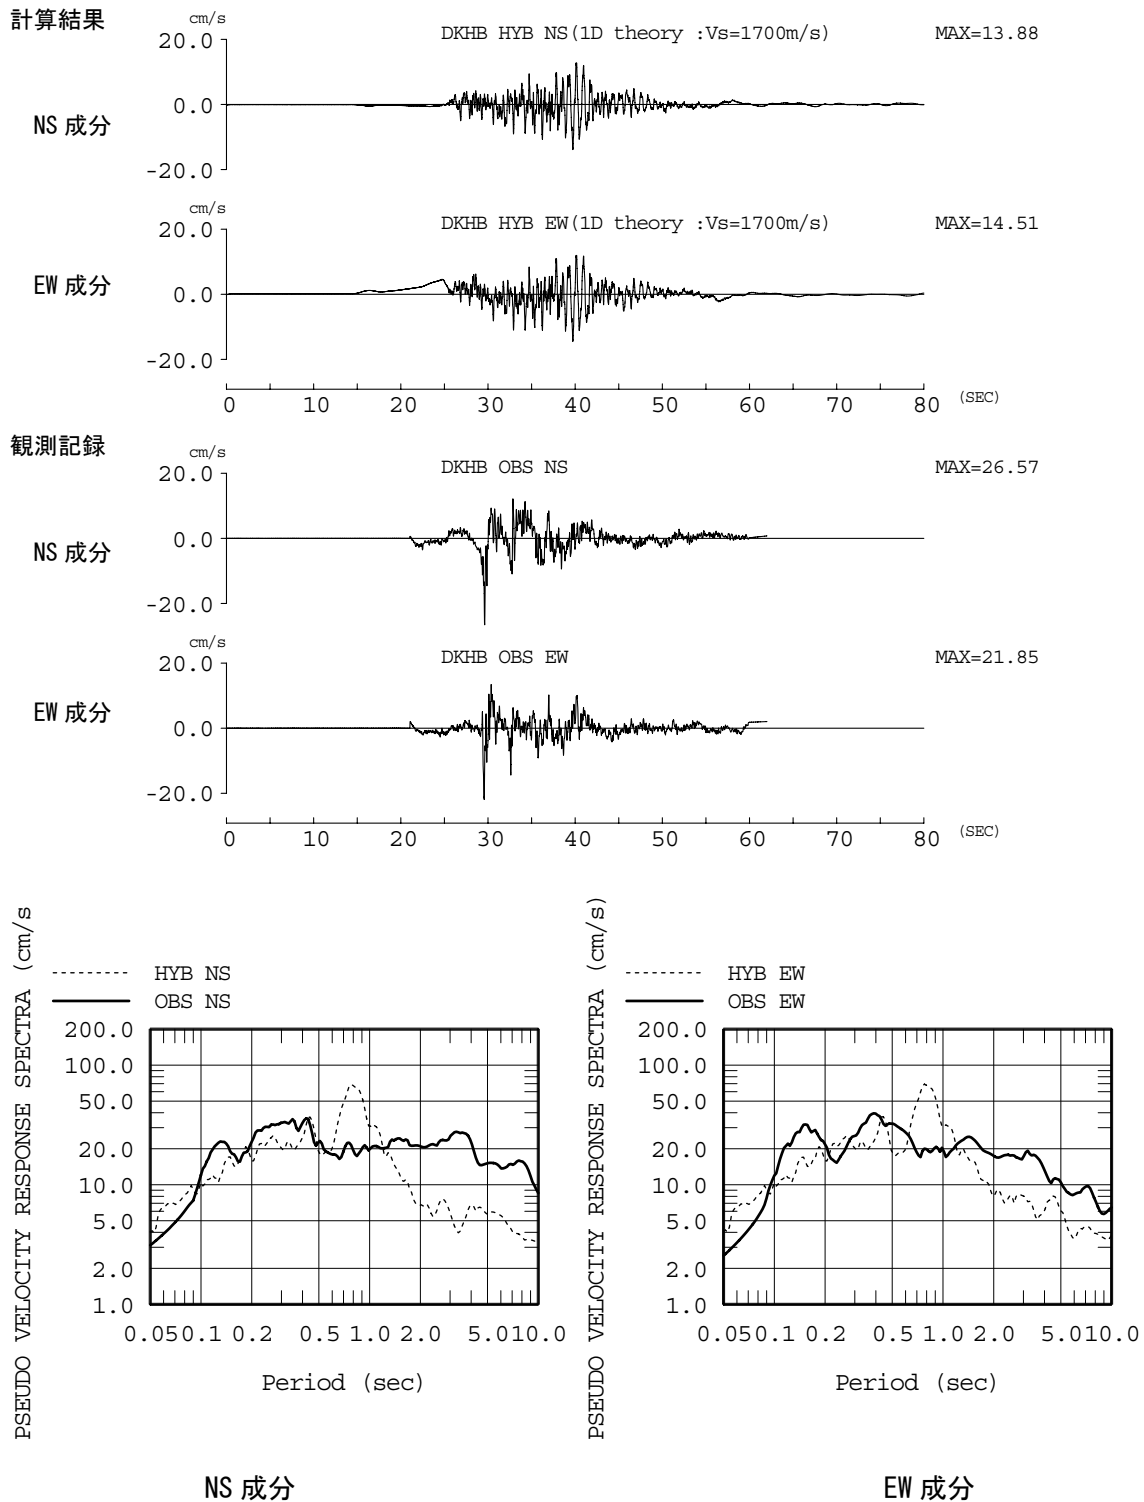 計算結果
cm/s
DKHB HYB NS(1D theory :Vs=1700m/s) MAX=13.88
20.0
0.0
NS 成分
-20.0
cm/s
DKHB HYB EW(1D theory :Vs=1700m/s) MAX=14.51
20.0
EW 成分
0.0
-20.0
0 10 20 30 40 50 60 70 80 (SEC)
観測記録
cm/s
DKHB OBS NS MAX=26.57
20.0
0.0
NS 成分
-20.0
cm/s
DKHB OBS EW MAX=21.85
20.0
EW 成分
0.0
-20.0
0 10 20 30 40 50 60 70 80 (SEC)
PSEUDO VELOCITY RESPONSE SPECTRA (cm/s)
HYB NS
OBS NS
200.0
100.0
50.0
20.0
10.0
5.0
2.0
1.0
0.05 0.1 0.2 0.5 1.0 2.0 5.0 10.0
Period (sec)
NS 成分
PSEUDO VELOCITY RESPONSE SPECTRA (cm/s)
HYB EW
OBS EW
200.0
100.0
50.0
20.0
10.0
5.0
2.0
1.0
0.05 0.1 0.2 0.5 1.0 2.0 5.0 10.0
Period (sec)
EW 成分